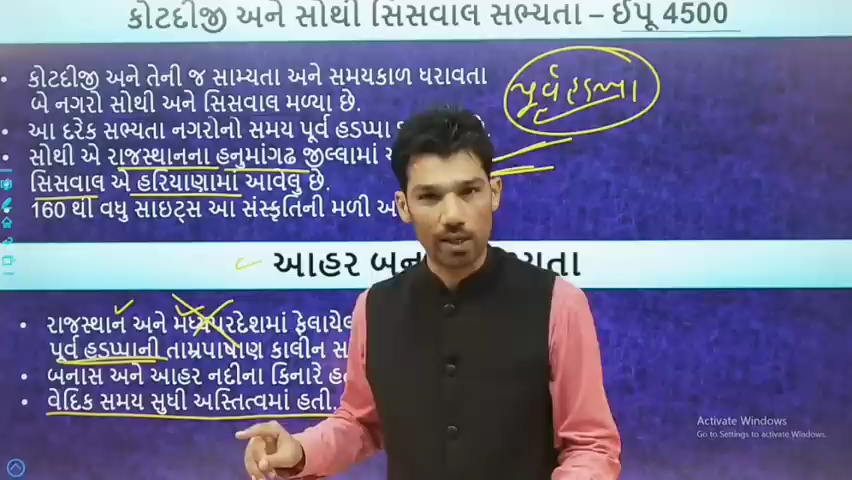 કોટદીજી અને સોથી સિસવાલ સભ્યતા – ઈપૂ 4500
• કોટદીજી અને તેની જ સામ્યતા અને સમયકાળ ધરાવતા
બે નગરો સોથી અને સિસવાલ મળ્યા છે.
પૂર્વ હડપ્પા
• આ દરેક સભ્યતા નગરોનો સમય પૂર્વ હડપ્પા
• સોથી એ રાજસ્થાનના હનુમાંગઢ જીલ્લામાં
સિસવાલ એ હરિયાણામાં આવેલુ છે.
160 થી વધુ સાઇટ્સ આ સંસ્કૃતિની મળી
આહર
• રાજસ્થાન અને મધ્યપરદેશમાં
પૂર્વ હડપ્પાની તામ્રપાષાણ કાલીન
• બનાસ અને આહર નદીના કિનારે
• વેદિક સમય સુધી અસ્તિત્વમાં હતી.
Activate Windows
Go to Settings to activate Windows.